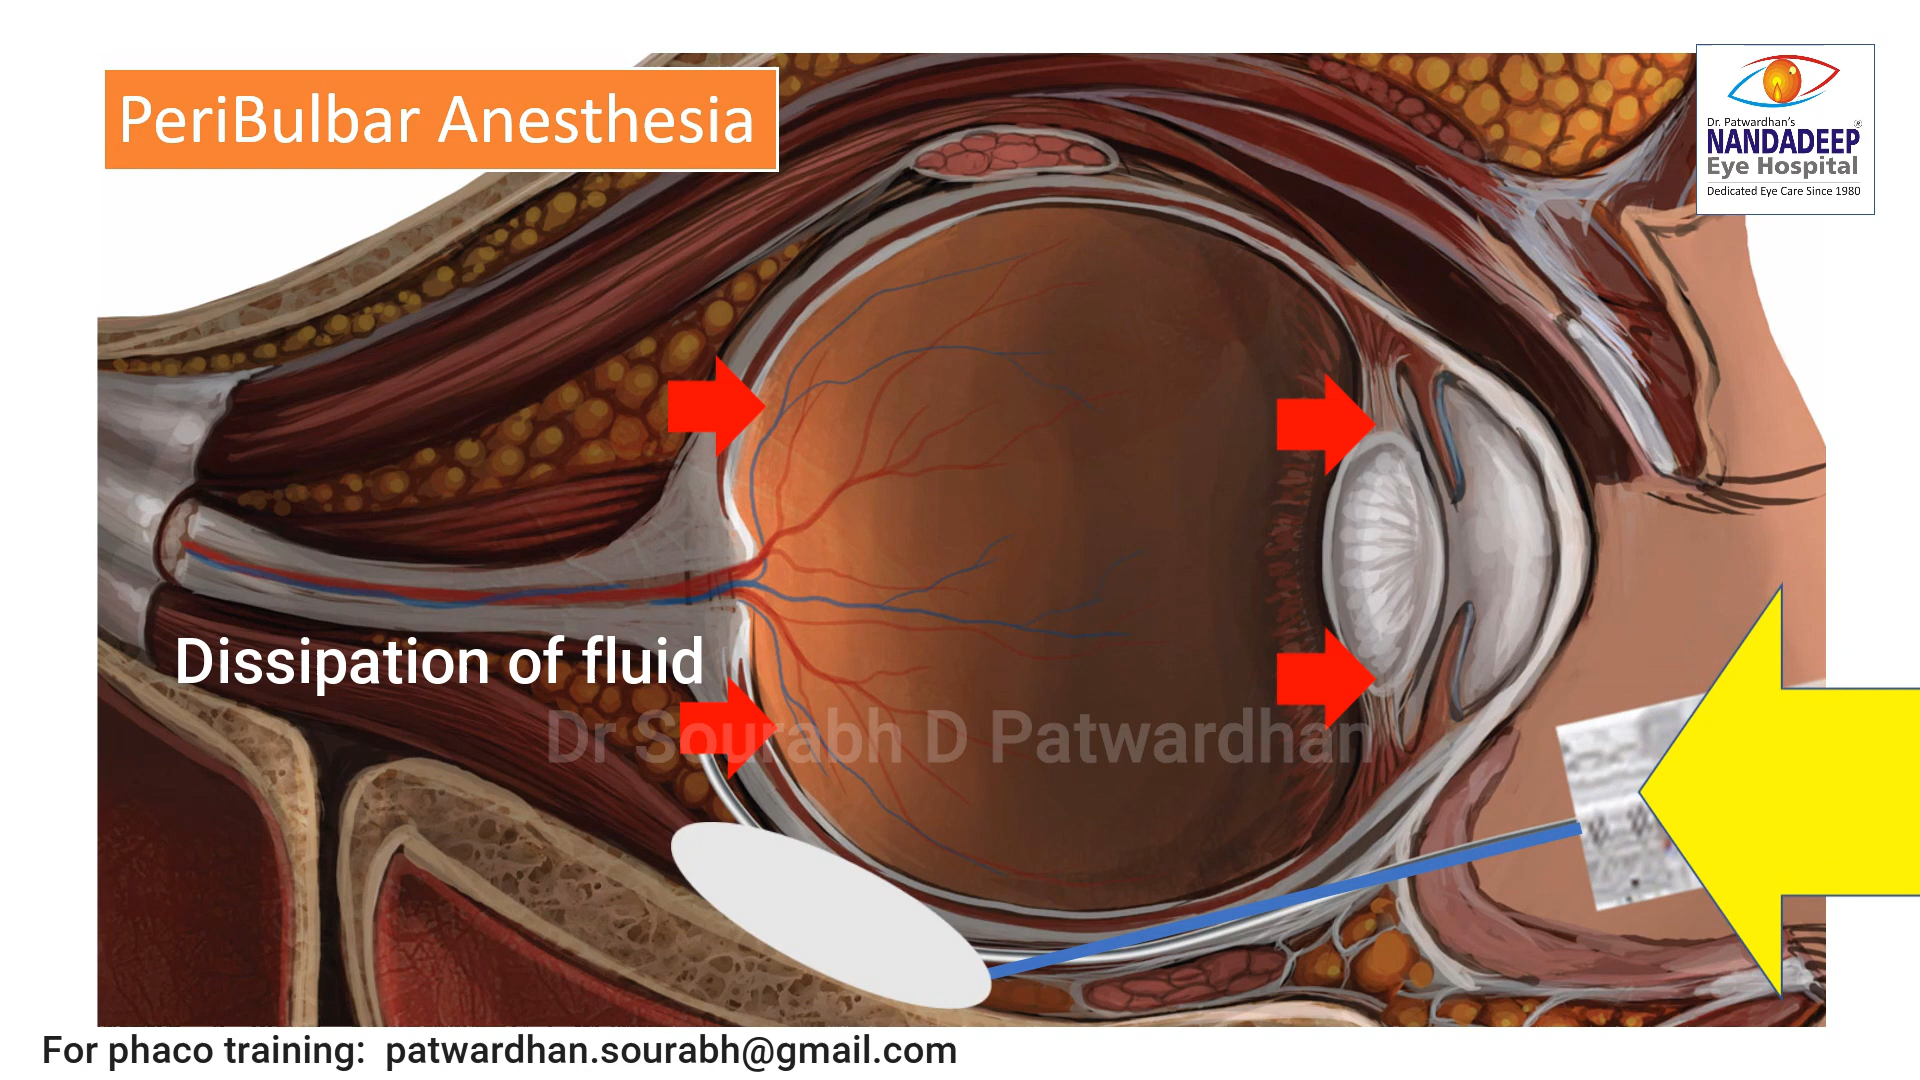 PeriBulbar Anesthesia
Dr. Patwardhan's
NANDADEEP
Eye Hospital
Dedicated Eye Care Since 1980
Dissipation of fluid
Dr Sourabh D Patwardhan
For phaco training: patwardhan.sourabh@gmail.com